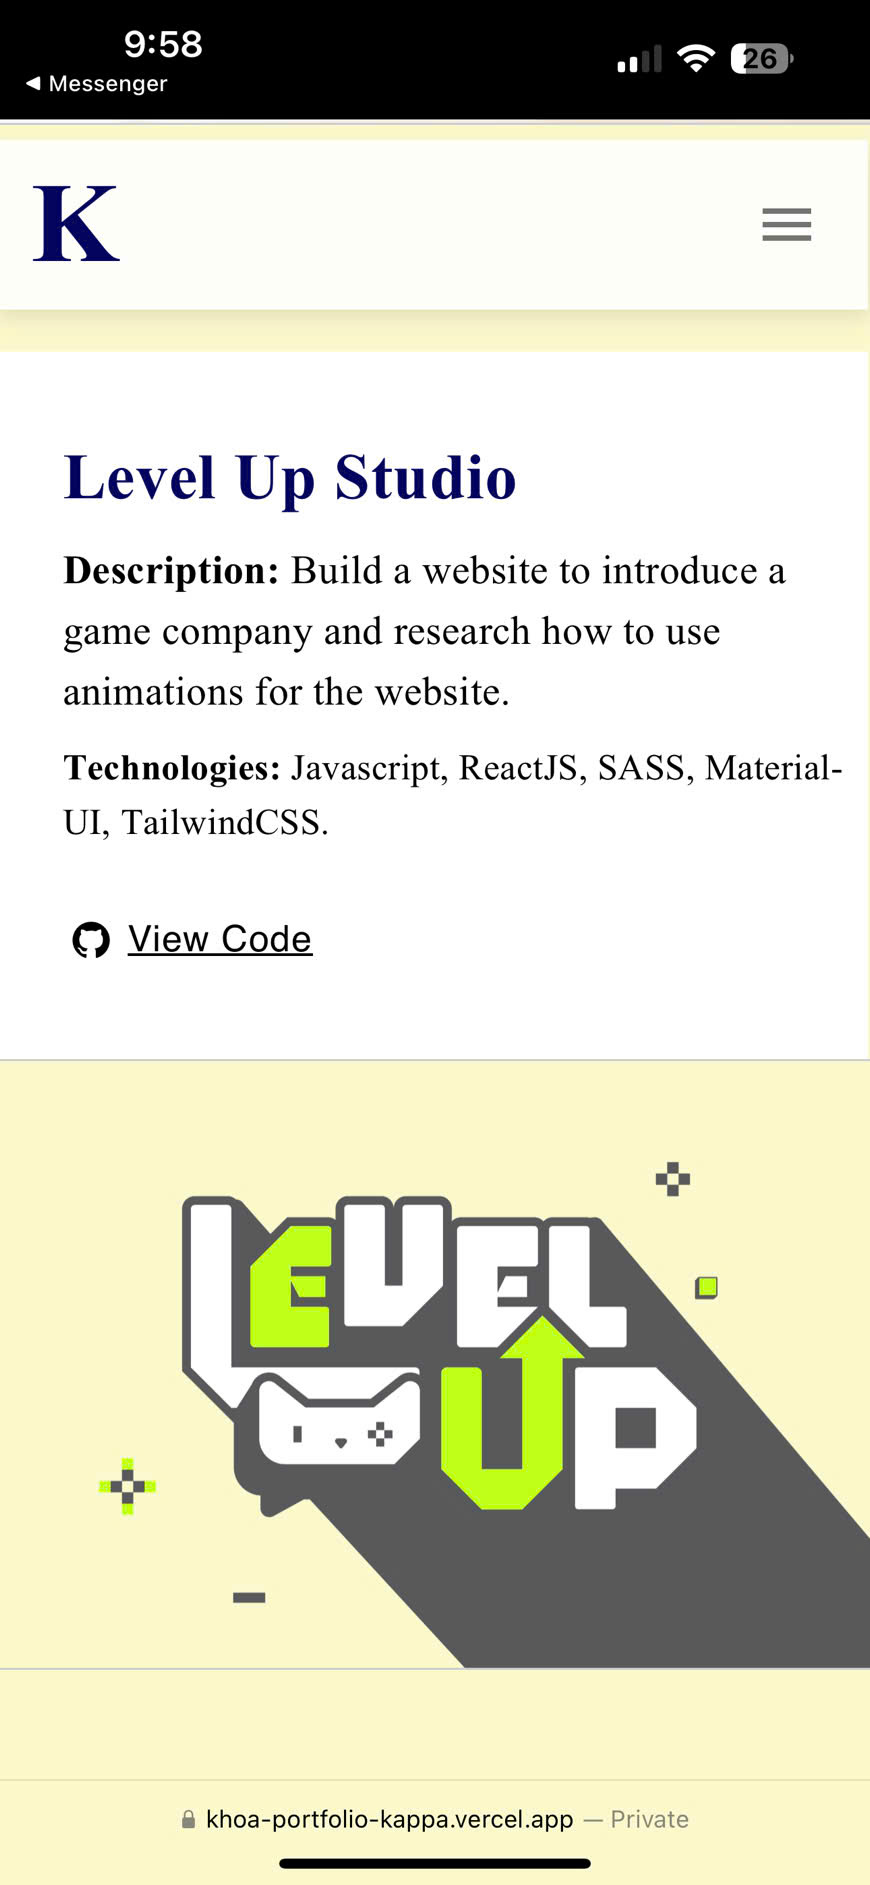 9:58
◀ Messenger
26
K
Level Up Studio
Description: Build a website to introduce a
game company and research how to use
animations for the website.
Technologies: Javascript, ReactJS, SASS, Material-
UI, TailwindCSS.
View Code
LEVEL
UP
khoa-portfolio-kappa.vercel.app — Private